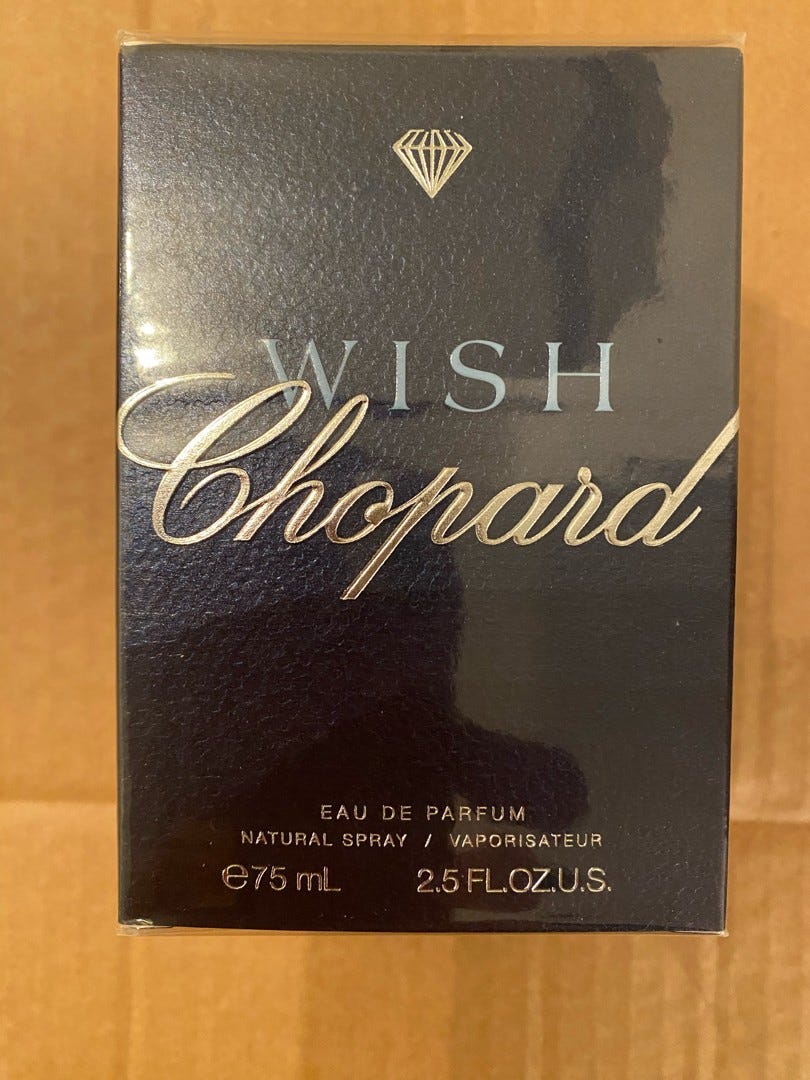 WISH
Chopard
EAU DE PARFUM
NATURAL SPRAY / VAPORISATEUR
℮75 mL 2.5 FL.OZ.U.S.